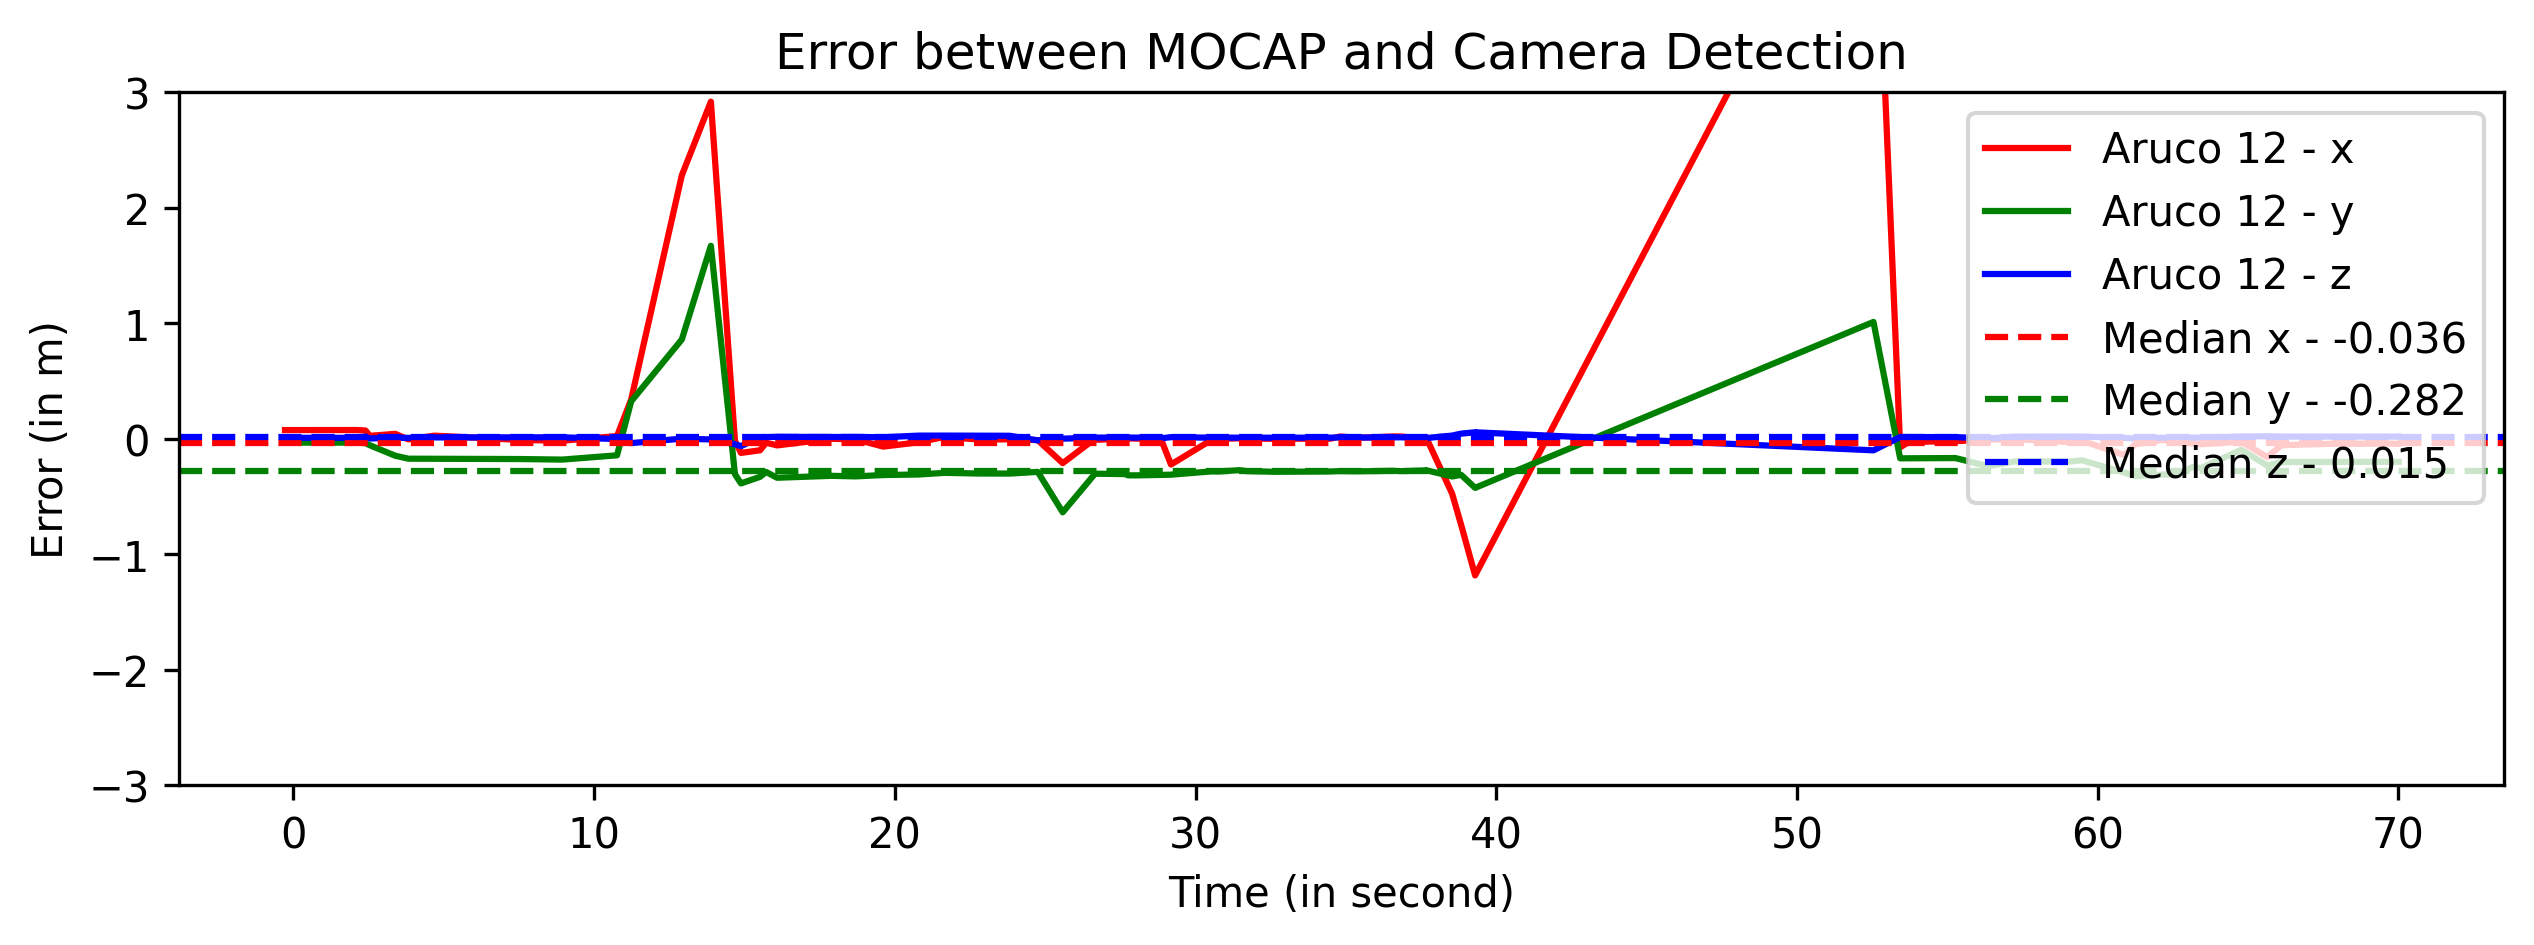 Error between MOCAP and Camera Detection
Error (in m)
3
2
1
0
−1
−2
−3
Aruco 12 - x
Aruco 12 - y
Aruco 12 - z
Median x - -0.036
Median y - -0.282
Median z - 0.015
0 10 20 30 40 50 60 70
Time (in second)